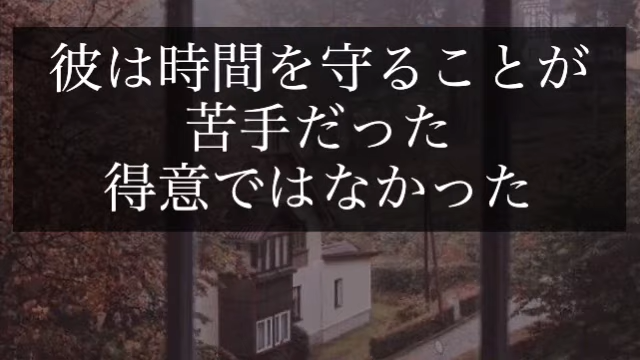 彼は時間を守ることが
苦手だった
得意ではなかった